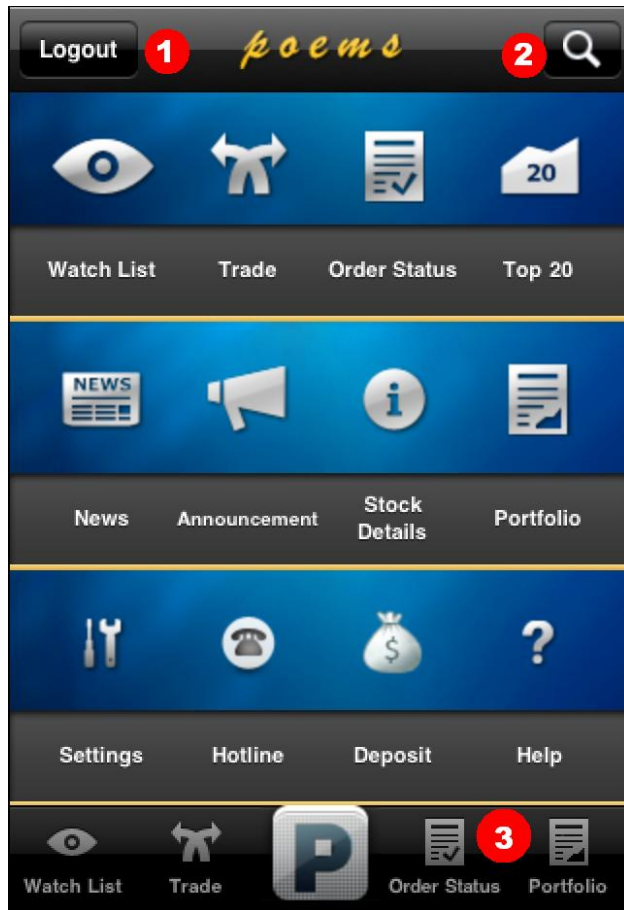 Logout 1 poems 2
20
Watch List Trade Order Status Top 20
NEWS
i
News Announcement Stock Details Portfolio
$
?
Settings Hotline Deposit Help
P
3
Watch List Trade Order Status Portfolio